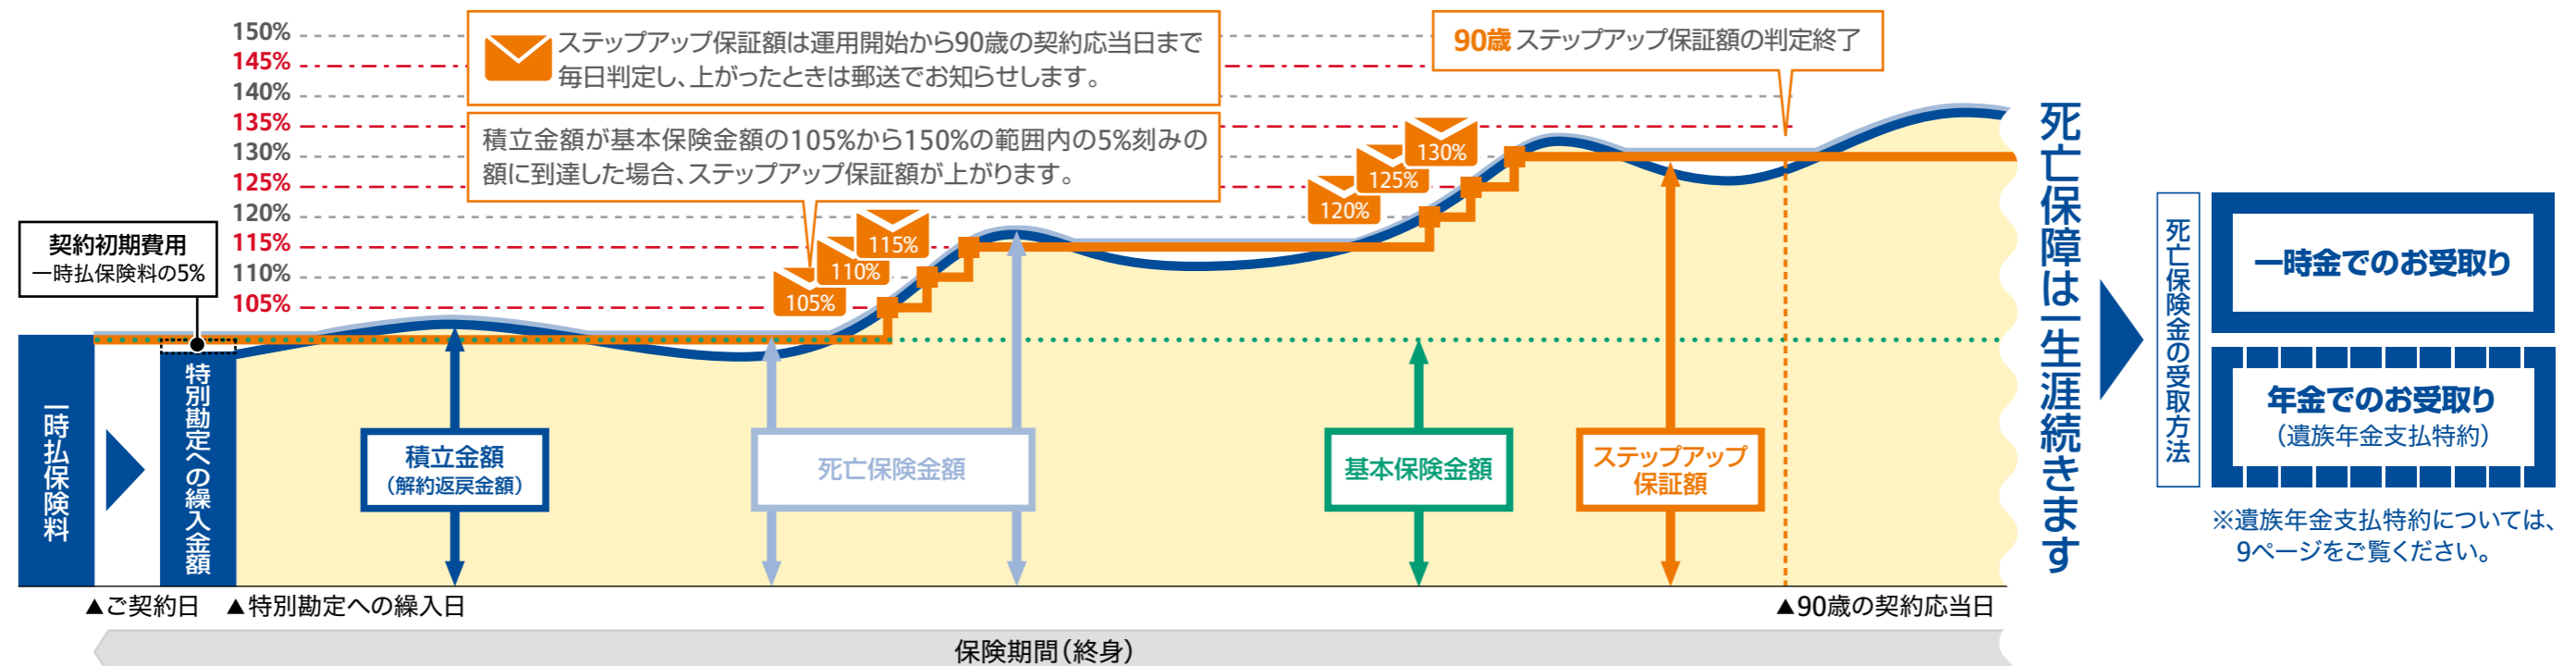 150%
145%
140%
135%
130%
125%
120%
115%
110%
105%
ステップアップ保証額は運用開始から90歳の契約応当日まで
毎日判定し、上がったときは郵送でお知らせします。
積立金額が基本保険金額の105%から150%の範囲内の5%刻みの
額に到達した場合、ステップアップ保証額が上がります。
90歳 ステップアップ保証額の判定終了
契約初期費用
一時払保険料の5%
105%
110%
115%
120%
125%
130%
一時払保険料
特別勘定への繰入金額
積立金額
（解約返戻金額）
死亡保険金額
基本保険金額
ステップアップ
保証額
死亡保障は一生涯続きます
死亡保険金の受取方法
一時金でのお受取り
年金でのお受取り
（遺族年金支払特約）
※遺族年金支払特約については、
9ページをご覧ください。
▲ご契約日
▲特別勘定への繰入日
▲90歳の契約応当日
保険期間（終身）